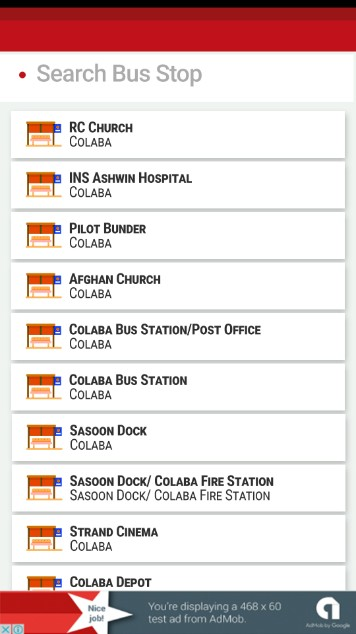 Search Bus Stop
RC CHURCH
COLABA
INS ASHWIN HOSPITAL
COLABA
PILOT BUNDER
COLABA
AFGHAN CHURCH
COLABA
COLABA BUS STATION/POST OFFICE
COLABA
COLABA BUS STATION
COLABA
SASOON DOCK
COLABA
SASOON DOCK/ COLABA FIRE STATION
SASOON DOCK/ COLABA FIRE STATION
STRAND CINEMA
COLABA
COLABA DEPOT
Nice
job!
You're displaying a 468 x 60
test ad from AdMob.
AdMob by Google